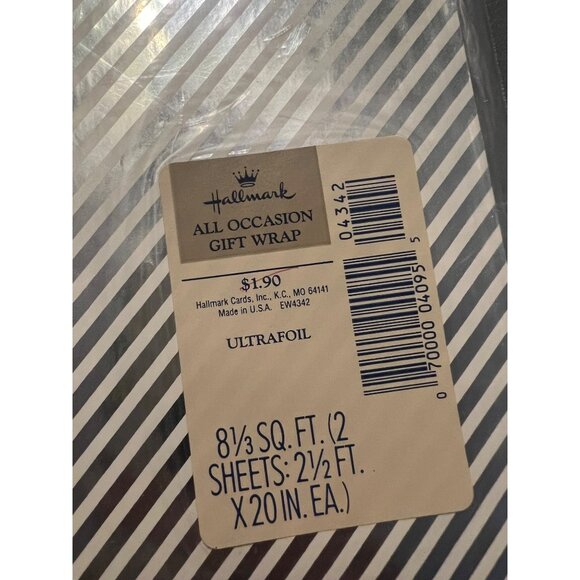 Hallmark
ALL OCCASION
GIFT WRAP
$1.90
Hallmark Cards, Inc., K.C., MO 64141
Made in U.S.A. EW4342
ULTRAFOIL
8⅓ SQ. FT. (2
SHEETS: 2½ FT.
X 20 IN. EA.)
04342
0 70000 04095 5